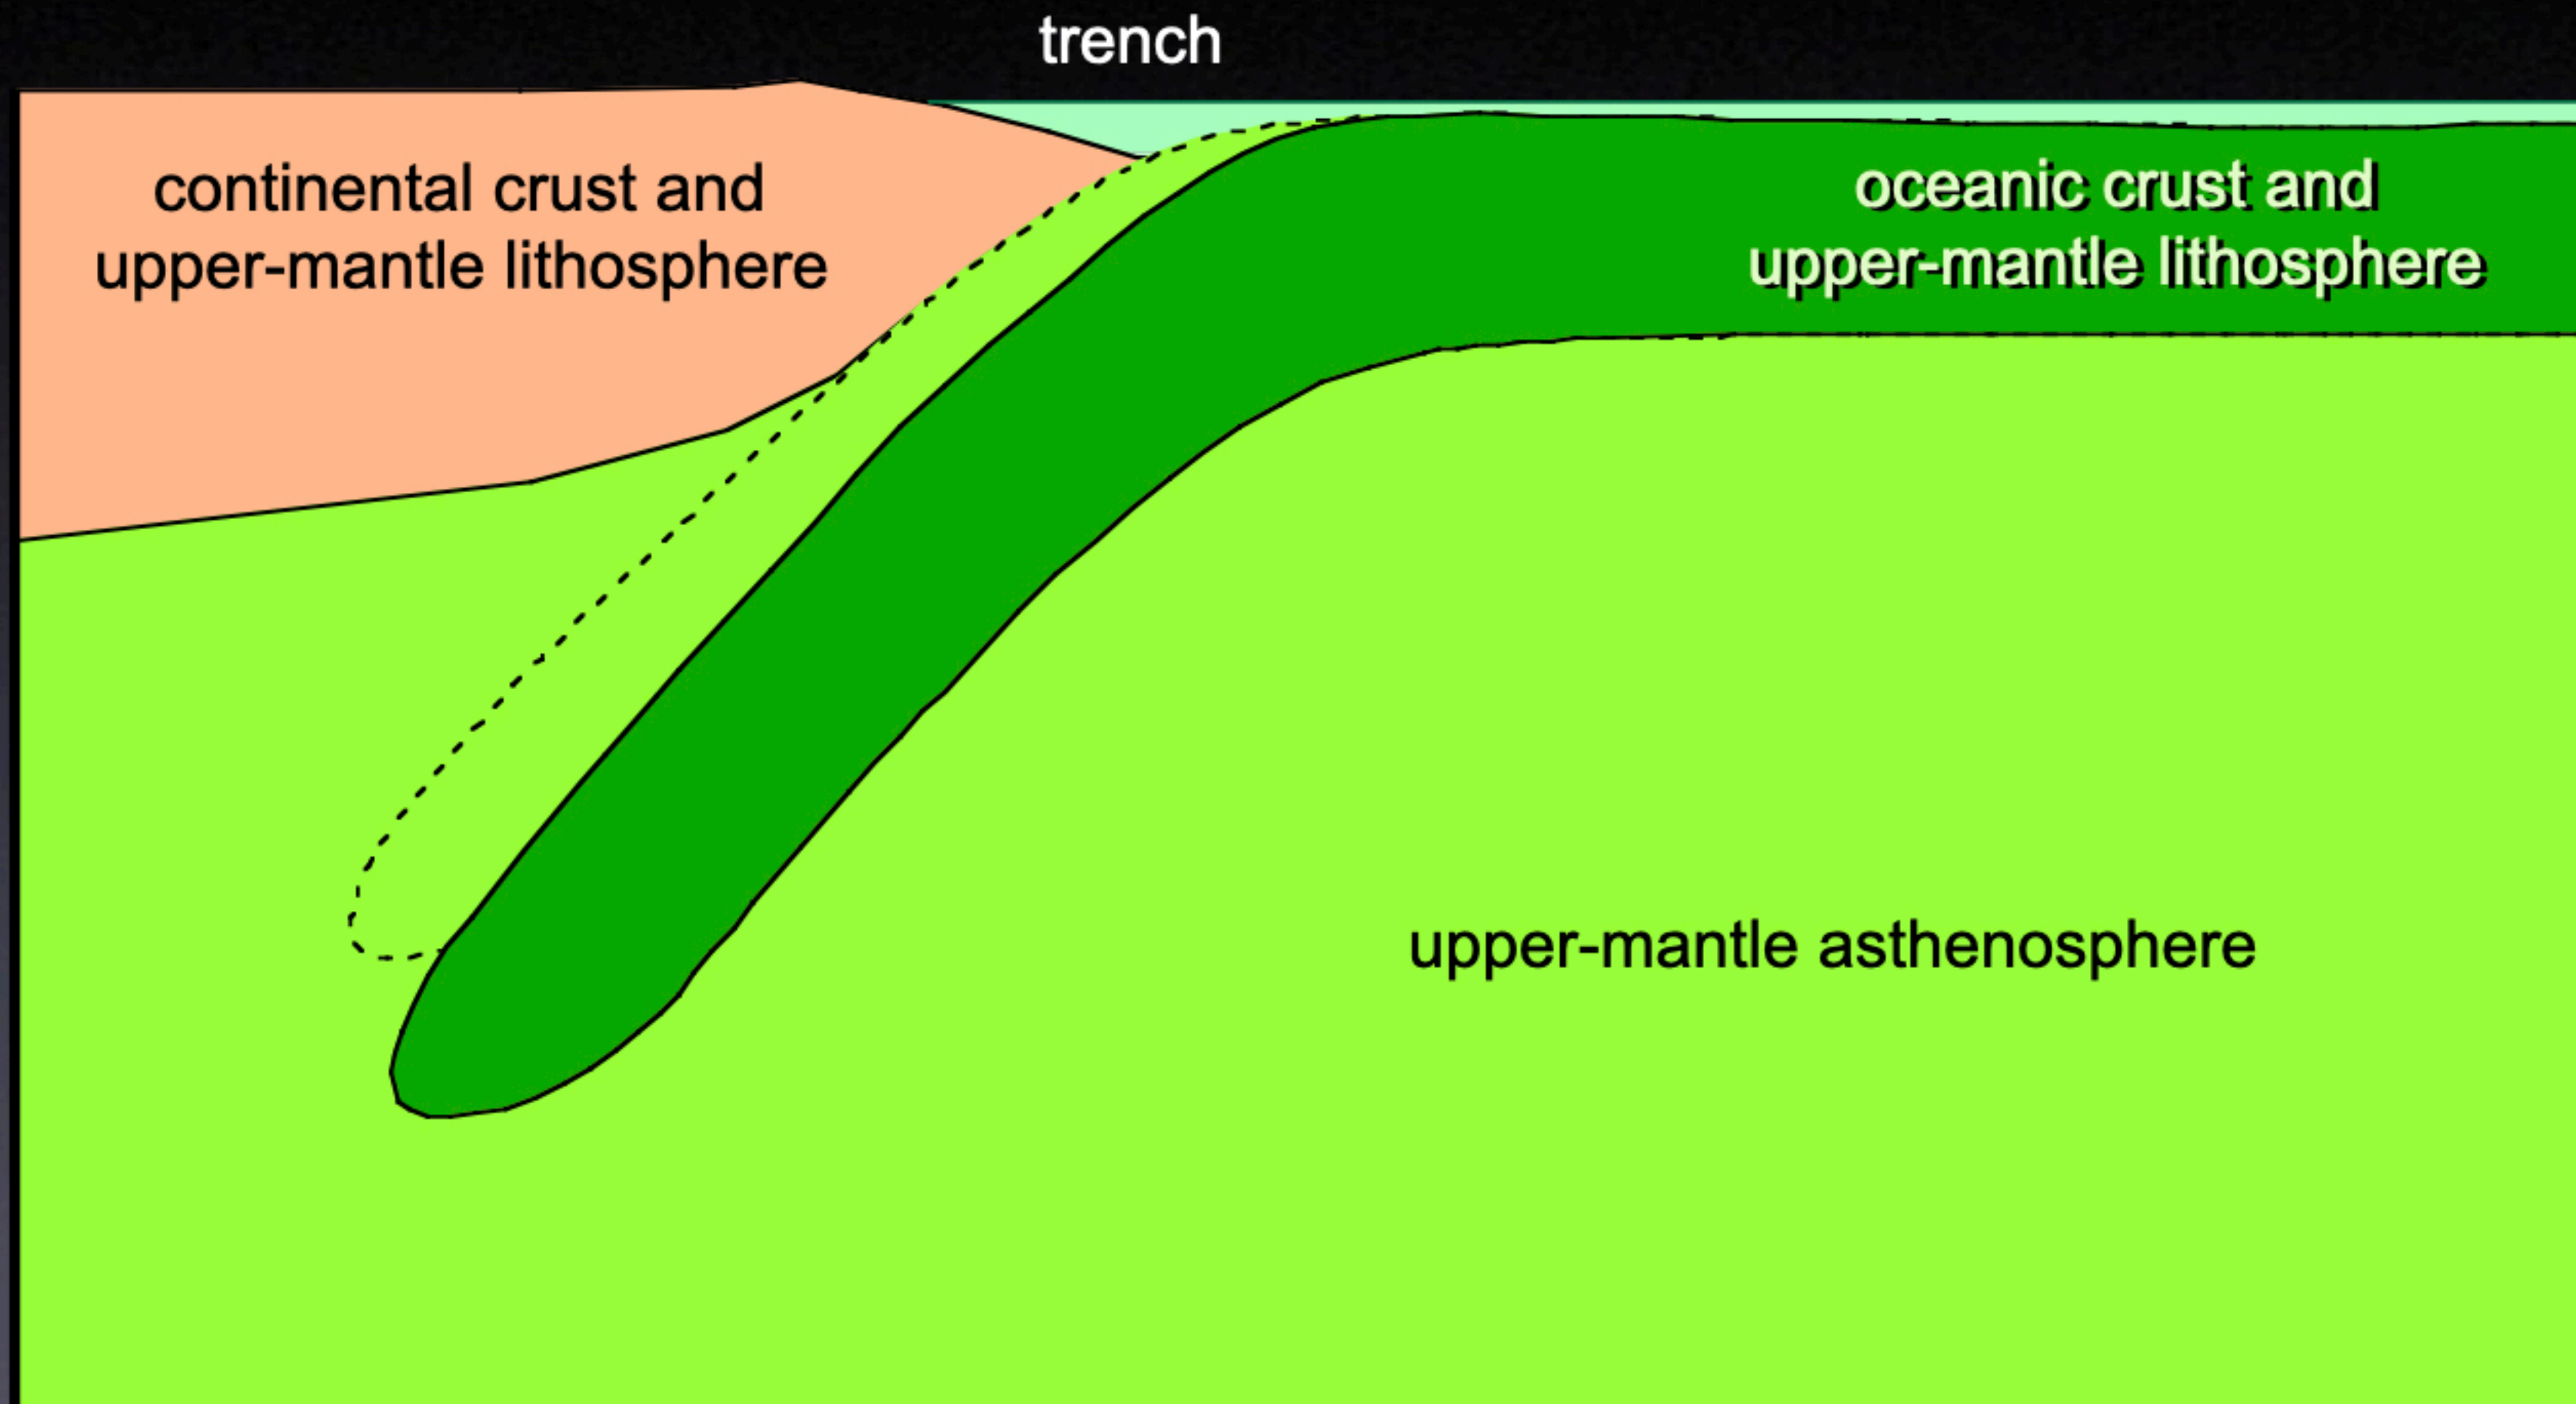 trench
continental crust and
upper-mantle lithosphere
oceanic crust and
upper-mantle lithosphere
upper-mantle asthenosphere